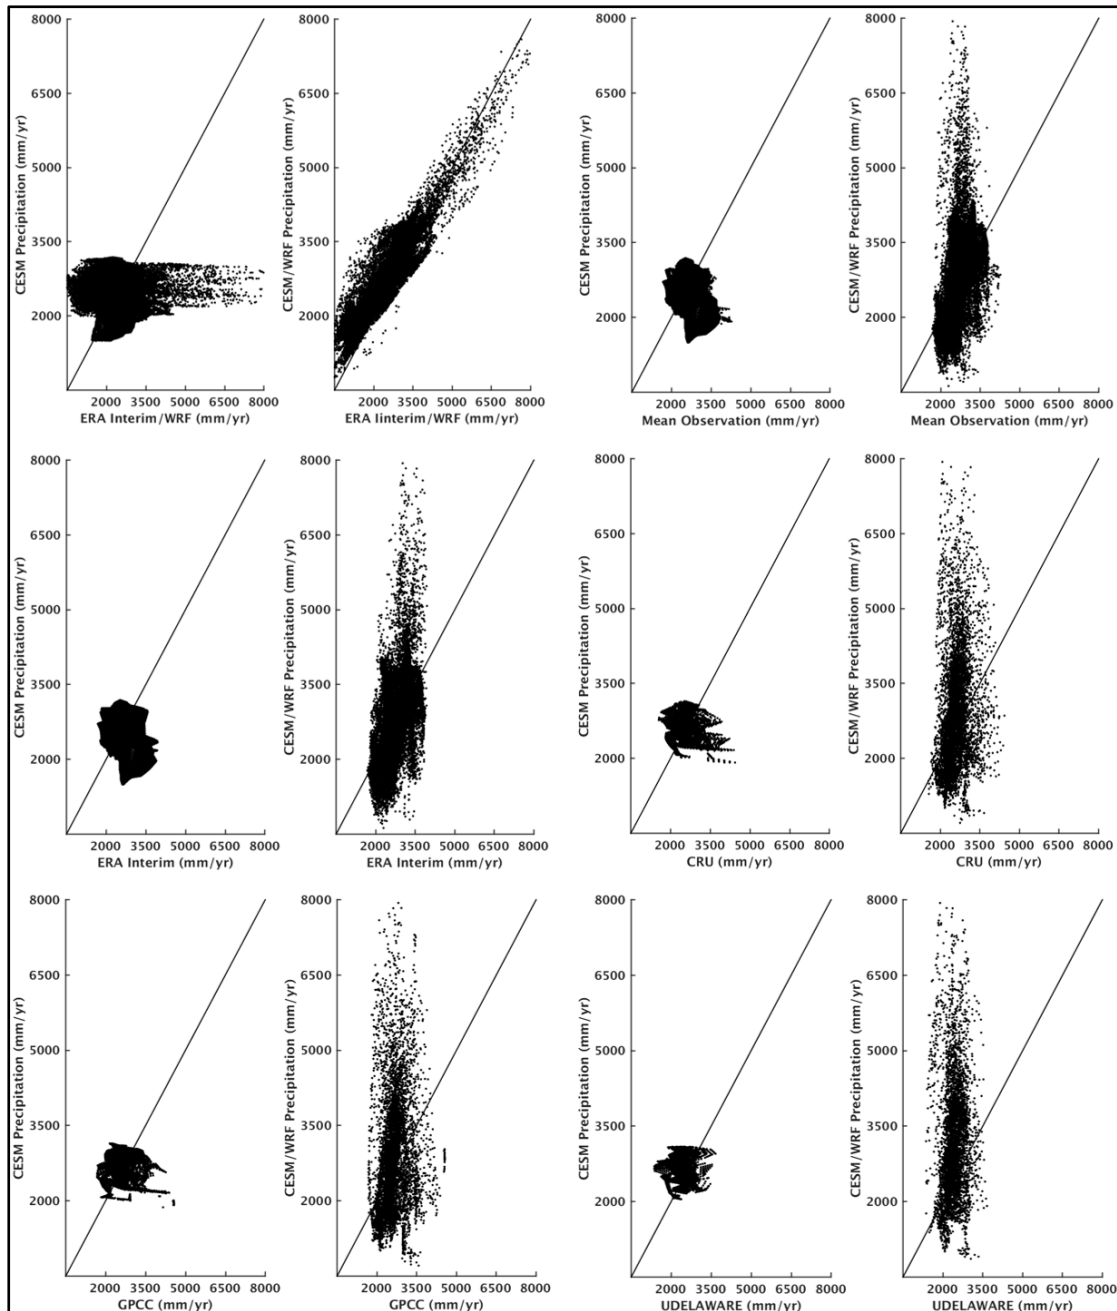 8000
6500
5000
3500
2000
CESM Precipitation (mm/yr)
2000 3500 5000 6500 8000
ERA Interim/WRF (mm/yr)
8000
6500
5000
3500
2000
CESM/WRF Precipitation (mm/yr)
2000 3500 5000 6500 8000
ERA Iinterim/WRF (mm/yr)
8000
6500
5000
3500
2000
CESM Precipitation (mm/yr)
2000 3500 5000 6500 8000
Mean Observation (mm/yr)
8000
6500
5000
3500
2000
CESM/WRF Precipitation (mm/yr)
2000 3500 5000 6500 8000
Mean Observation (mm/yr)
8000
6500
5000
3500
2000
CESM Precipitation (mm/yr)
2000 3500 5000 6500 8000
ERA Interim (mm/yr)
8000
6500
5000
3500
2000
CESM/WRF Precipitation (mm/yr)
2000 3500 5000 6500 8000
ERA Interim (mm/yr)
8000
6500
5000
3500
2000
CESM Precipitation (mm/yr)
2000 3500 5000 6500 8000
CRU (mm/yr)
8000
6500
5000
3500
2000
CESM/WRF Precipitation (mm/yr)
2000 3500 5000 6500 8000
CRU (mm/yr)
8000
6500
5000
3500
2000
CESM Precipitation (mm/yr)
2000 3500 5000 6500 8000
GPCC (mm/yr)
8000
6500
5000
3500
2000
CESM/WRF Precipitation (mm/yr)
2000 3500 5000 6500 8000
GPCC (mm/yr)
8000
6500
5000
3500
2000
CESM Precipitation (mm/yr)
2000 3500 5000 6500 8000
UDELAWARE (mm/yr)
8000
6500
5000
3500
2000
CESM/WRF Precipitation (mm/yr)
2000 3500 5000 6500 8000
UDELAWARE (mm/yr)